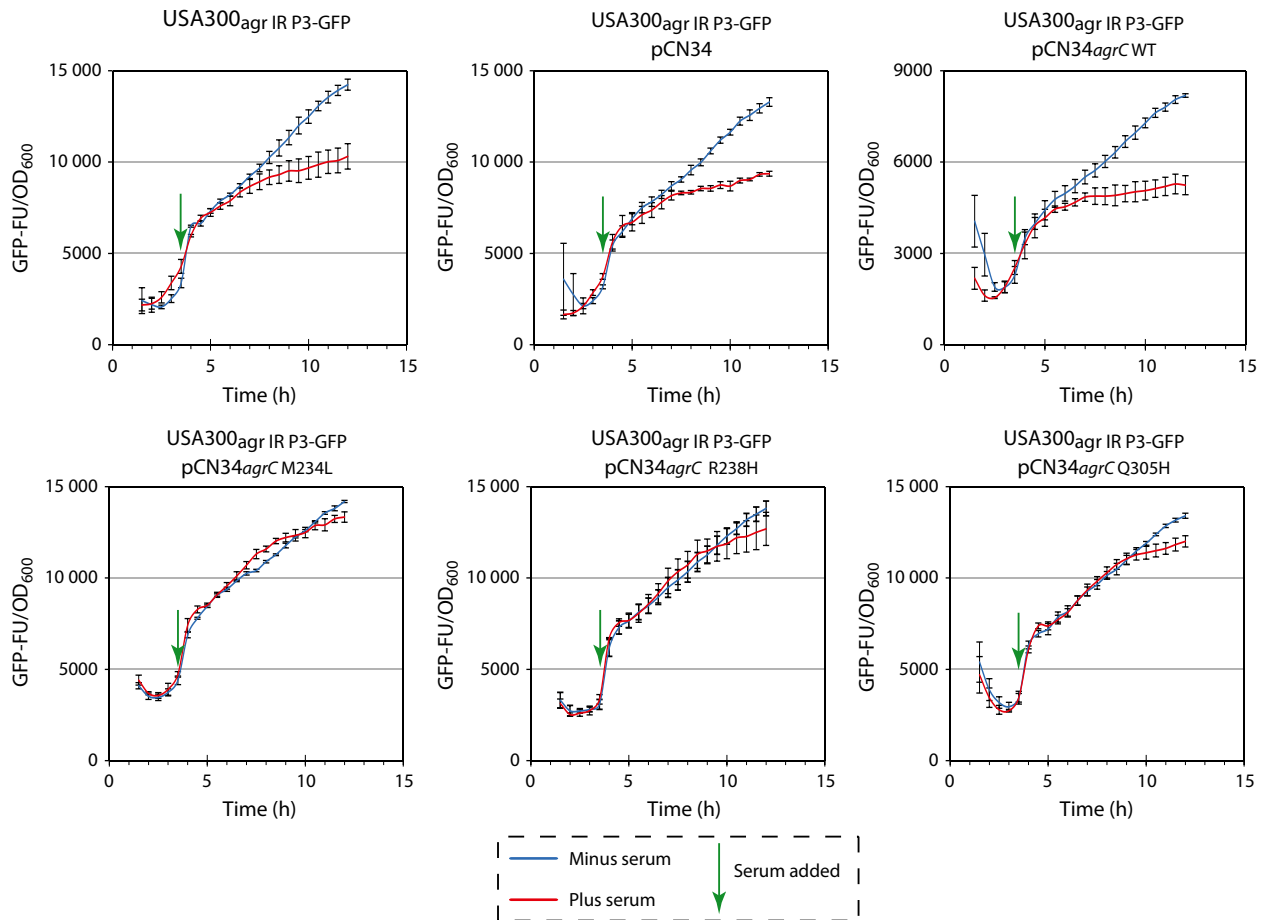 USA300agr IR P3-GFP
15 000
10 000
5000
0
0
5
10
15
GFP-FU/OD600
Time (h)
USA300agr IR P3-GFP
pCN34
15 000
10 000
5000
0
0
5
10
15
GFP-FU/OD600
Time (h)
USA300agr IR P3-GFP
pCN34agrC WT
9000
6000
3000
0
0
5
10
15
GFP-FU/OD600
Time (h)
USA300agr IR P3-GFP
pCN34agrC M234L
15 000
10 000
5000
0
0
5
10
15
GFP-FU/OD600
Time (h)
USA300agr IR P3-GFP
pCN34agrC R238H
15 000
10 000
5000
0
0
5
10
15
GFP-FU/OD600
Time (h)
USA300agr IR P3-GFP
pCN34agrC Q305H
15 000
10 000
5000
0
0
5
10
15
GFP-FU/OD600
Time (h)
Minus serum
Plus serum
Serum added